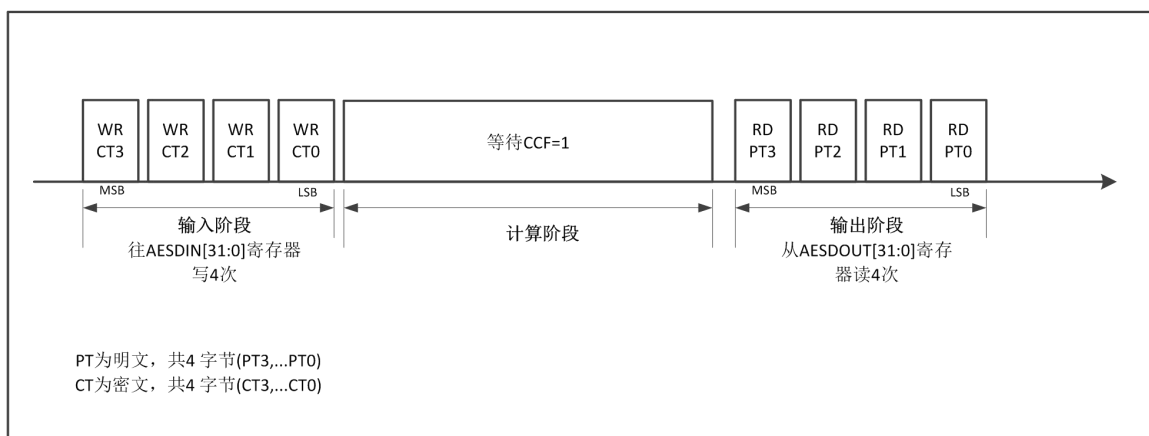 WR
CT3
WR
CT2
WR
CT1
WR
CT0
等待CCF=1
RD
PT3
RD
PT2
RD
PT1
RD
PT0
MSB
LSB
MSB
LSB
输入阶段
往AESDIN[31:0]寄存器
写4次
计算阶段
输出阶段
从AESDOUT[31:0]寄存
器读4次
PT为明文，共4 字节(PT3,...PT0)
CT为密文，共4 字节(CT3,...CT0)